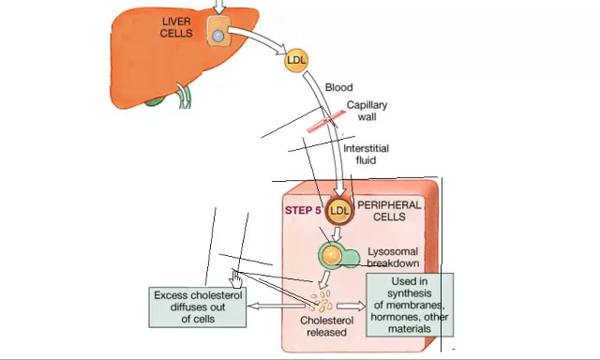 LIVER
CELLS
LDL
Blood
Capillary
wall
Interstitial
fluid
STEP 5
LDL
PERIPHERAL
CELLS
Lysosomal
breakdown
Excess cholesterol
diffuses out
of cells
Cholesterol
released
Used in
synthesis
of membranes,
hormones, other
materials